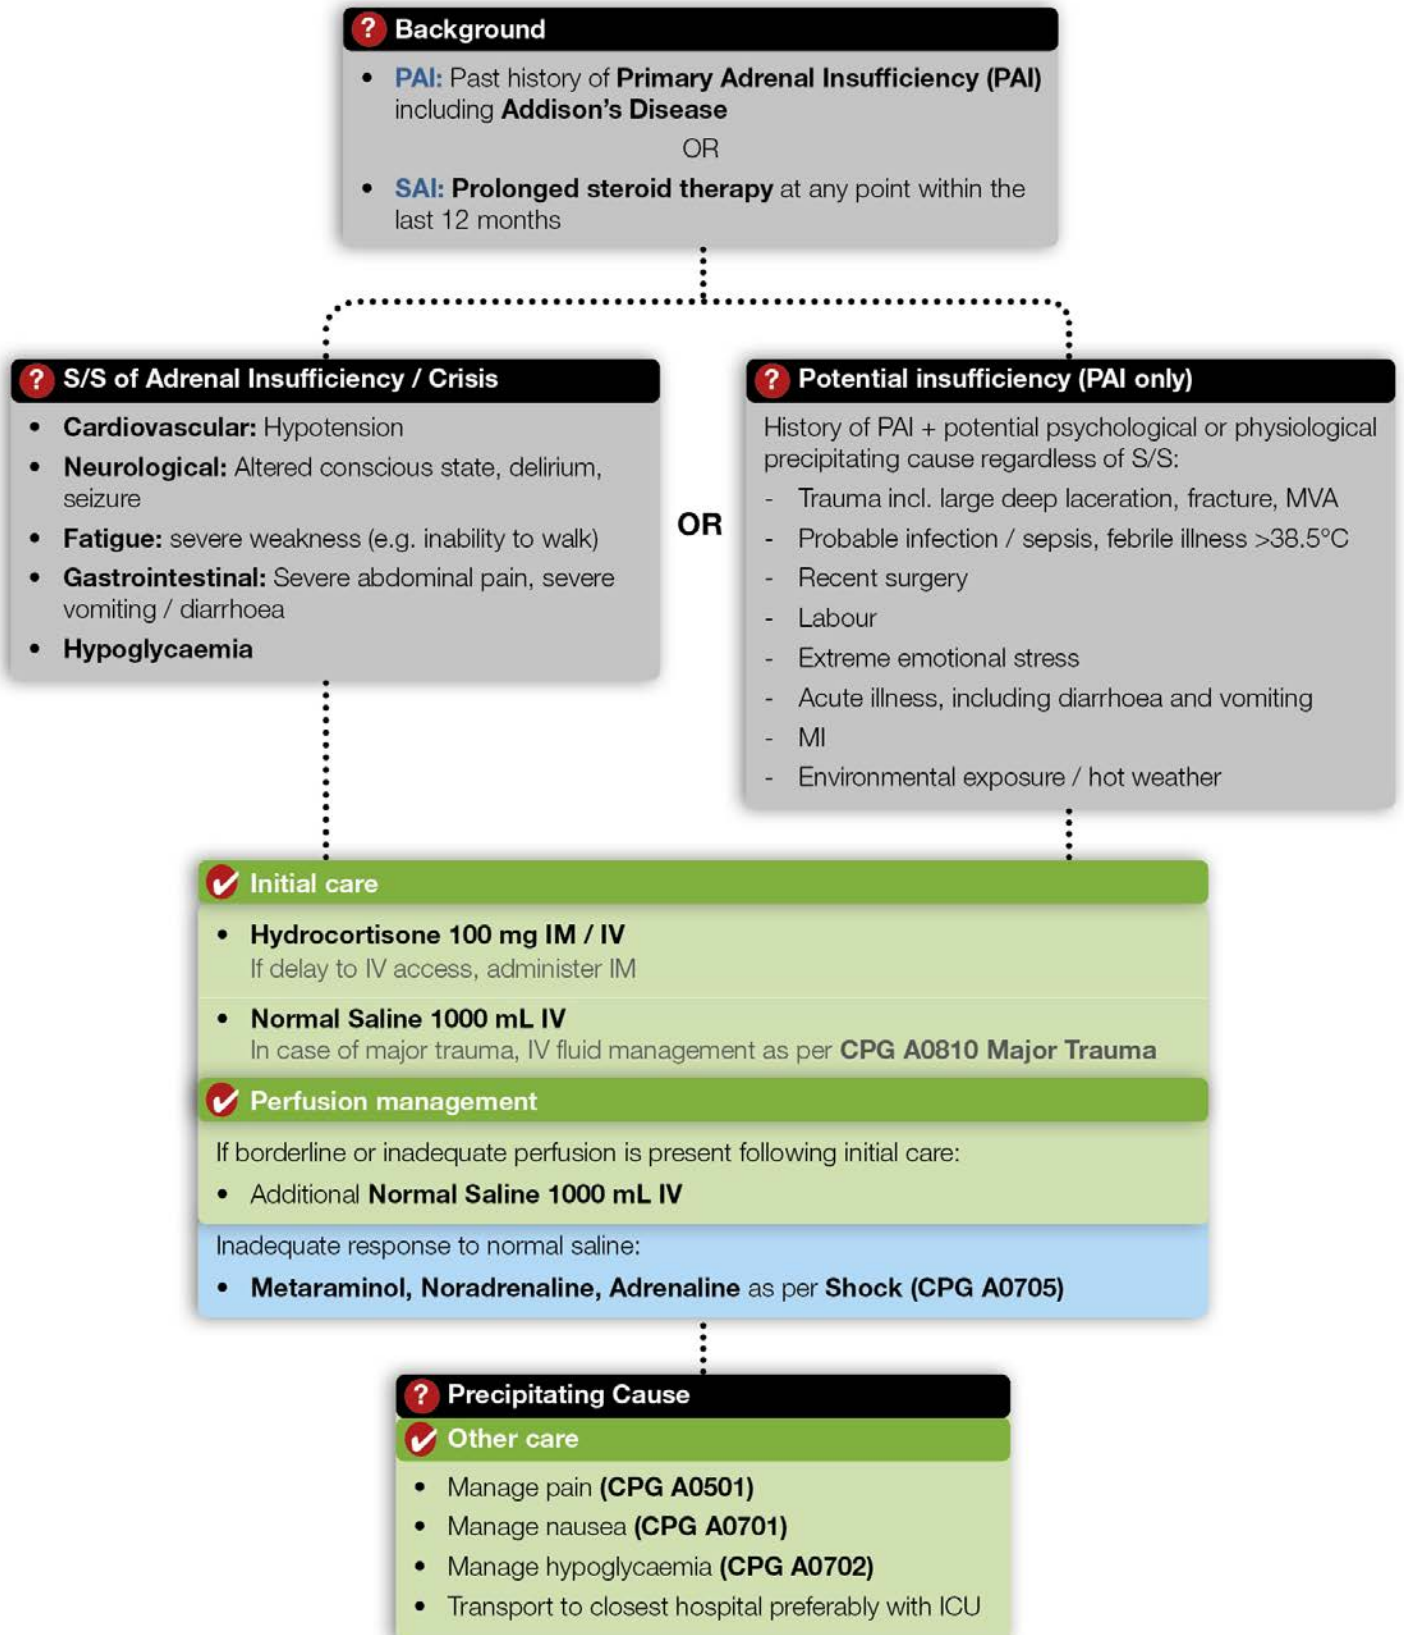 ? Background
• PAI: Past history of Primary Adrenal Insufficiency (PAI)
including Addison's Disease
OR
• SAI: Prolonged steroid therapy at any point within the
last 12 months
? S/S of Adrenal Insufficiency / Crisis
• Cardiovascular: Hypotension
• Neurological: Altered conscious state, delirium,
seizure
• Fatigue: severe weakness (e.g. inability to walk)
• Gastrointestinal: Severe abdominal pain, severe
vomiting / diarrhoea
• Hypoglycaemia
OR
? Potential insufficiency (PAI only)
History of PAI + potential psychological or physiological
precipitating cause regardless of S/S:
- Trauma incl. large deep laceration, fracture, MVA
- Probable infection / sepsis, febrile illness >38.5°C
- Recent surgery
- Labour
- Extreme emotional stress
- Acute illness, including diarrhoea and vomiting
- MI
- Environmental exposure / hot weather
Initial care
• Hydrocortisone 100 mg IM / IV
If delay to IV access, administer IM
• Normal Saline 1000 mL IV
In case of major trauma, IV fluid management as per CPG A0810 Major Trauma
Perfusion management
If borderline or inadequate perfusion is present following initial care:
• Additional Normal Saline 1000 mL IV
Inadequate response to normal saline:
• Metaraminol, Noradrenaline, Adrenaline as per Shock (CPG A0705)
? Precipitating Cause
Other care
• Manage pain (CPG A0501)
• Manage nausea (CPG A0701)
• Manage hypoglycaemia (CPG A0702)
• Transport to closest hospital preferably with ICU